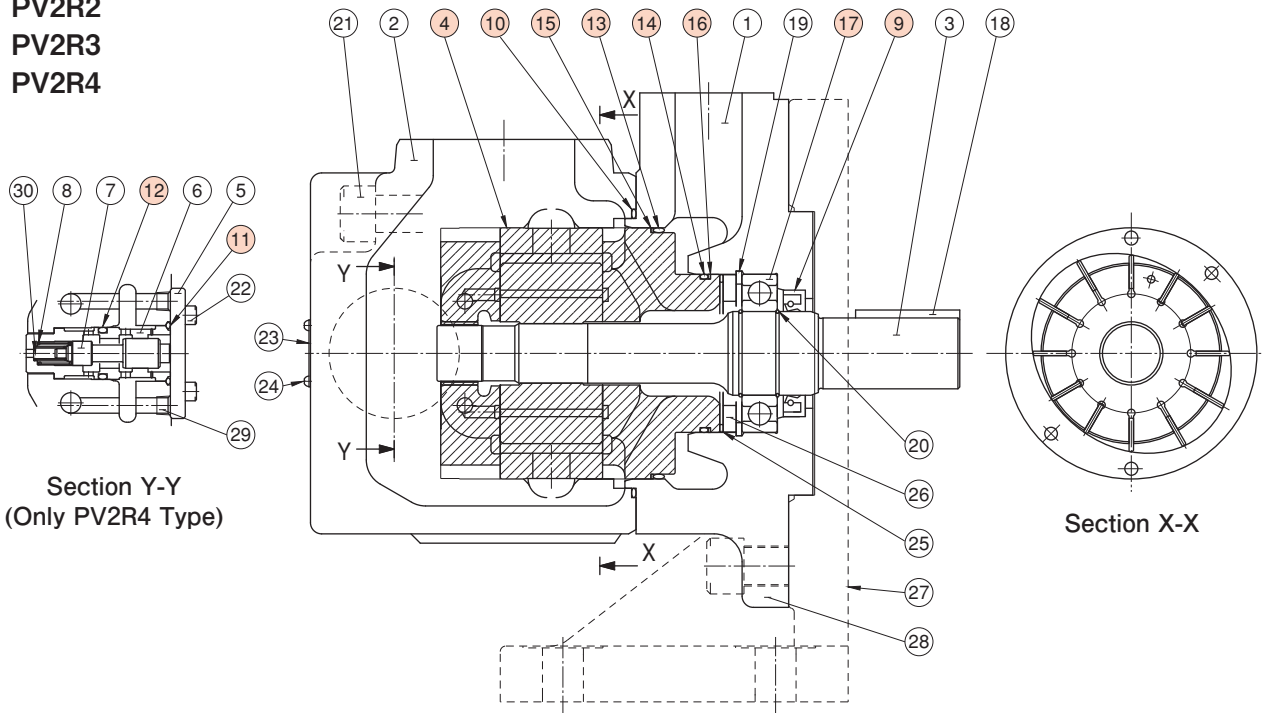 PV2R2
PV2R3
PV2R4
21 2 4 10 15 13 14 16 1 19 17 9 3 18
X
30 8 7 12 6 5
11
22
Y
23
24
29
Y
20
26
25
X
27
28
Section Y-Y
(Only PV2R4 Type)
Section X-X